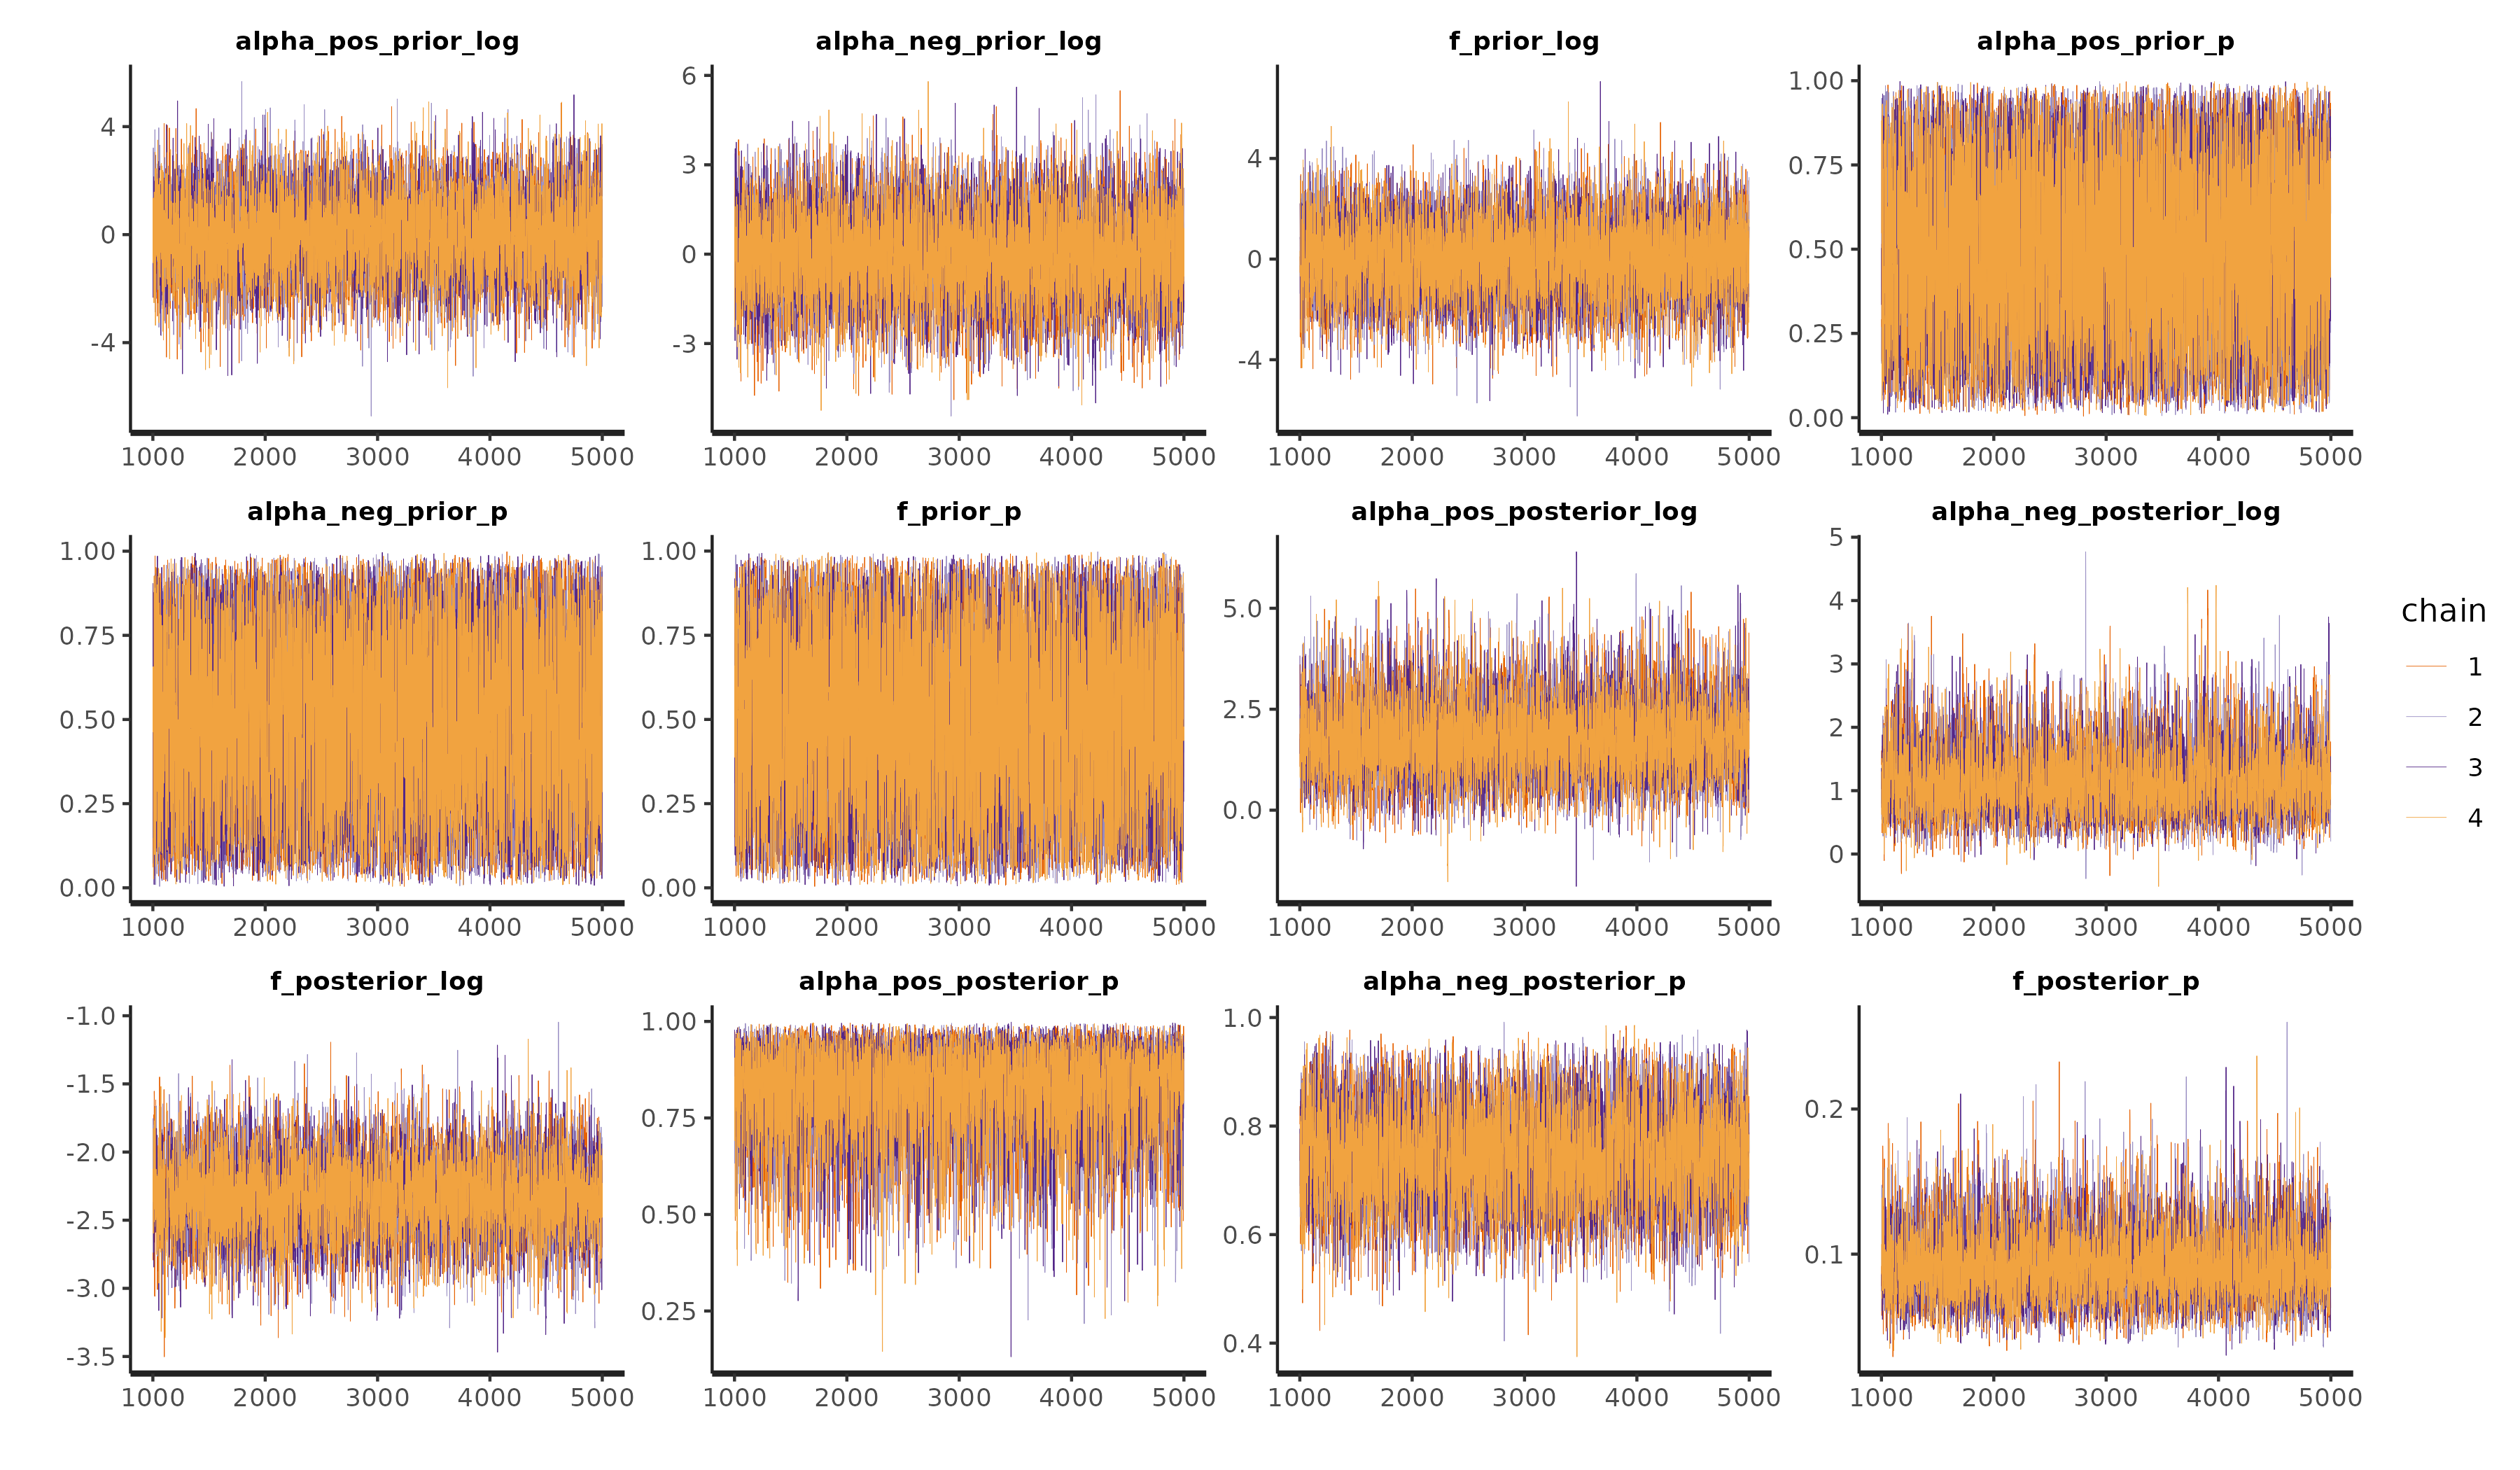 alpha_pos_prior_log
alpha_neg_prior_log
f_prior_log
alpha_pos_prior_p
4
0
-4
6
3
0
-3
4
0
-4
1.00
0.75
0.50
0.25
0.00
1000 2000 3000 4000 5000
1000 2000 3000 4000 5000
1000 2000 3000 4000 5000
1000 2000 3000 4000 5000
alpha_neg_prior_p
f_prior_p
alpha_pos_posterior_log
alpha_neg_posterior_log
1.00
0.75
0.50
0.25
0.00
1.00
0.75
0.50
0.25
0.00
5.0
2.5
0.0
5
4
3
2
1
0
1000 2000 3000 4000 5000
1000 2000 3000 4000 5000
1000 2000 3000 4000 5000
1000 2000 3000 4000 5000
chain
1
2
3
4
f_posterior_log
alpha_pos_posterior_p
alpha_neg_posterior_p
f_posterior_p
-1.0
-1.5
-2.0
-2.5
-3.0
-3.5
1.00
0.75
0.50
0.25
1.0
0.8
0.6
0.4
0.2
0.1
1000 2000 3000 4000 5000
1000 2000 3000 4000 5000
1000 2000 3000 4000 5000
1000 2000 3000 4000 5000